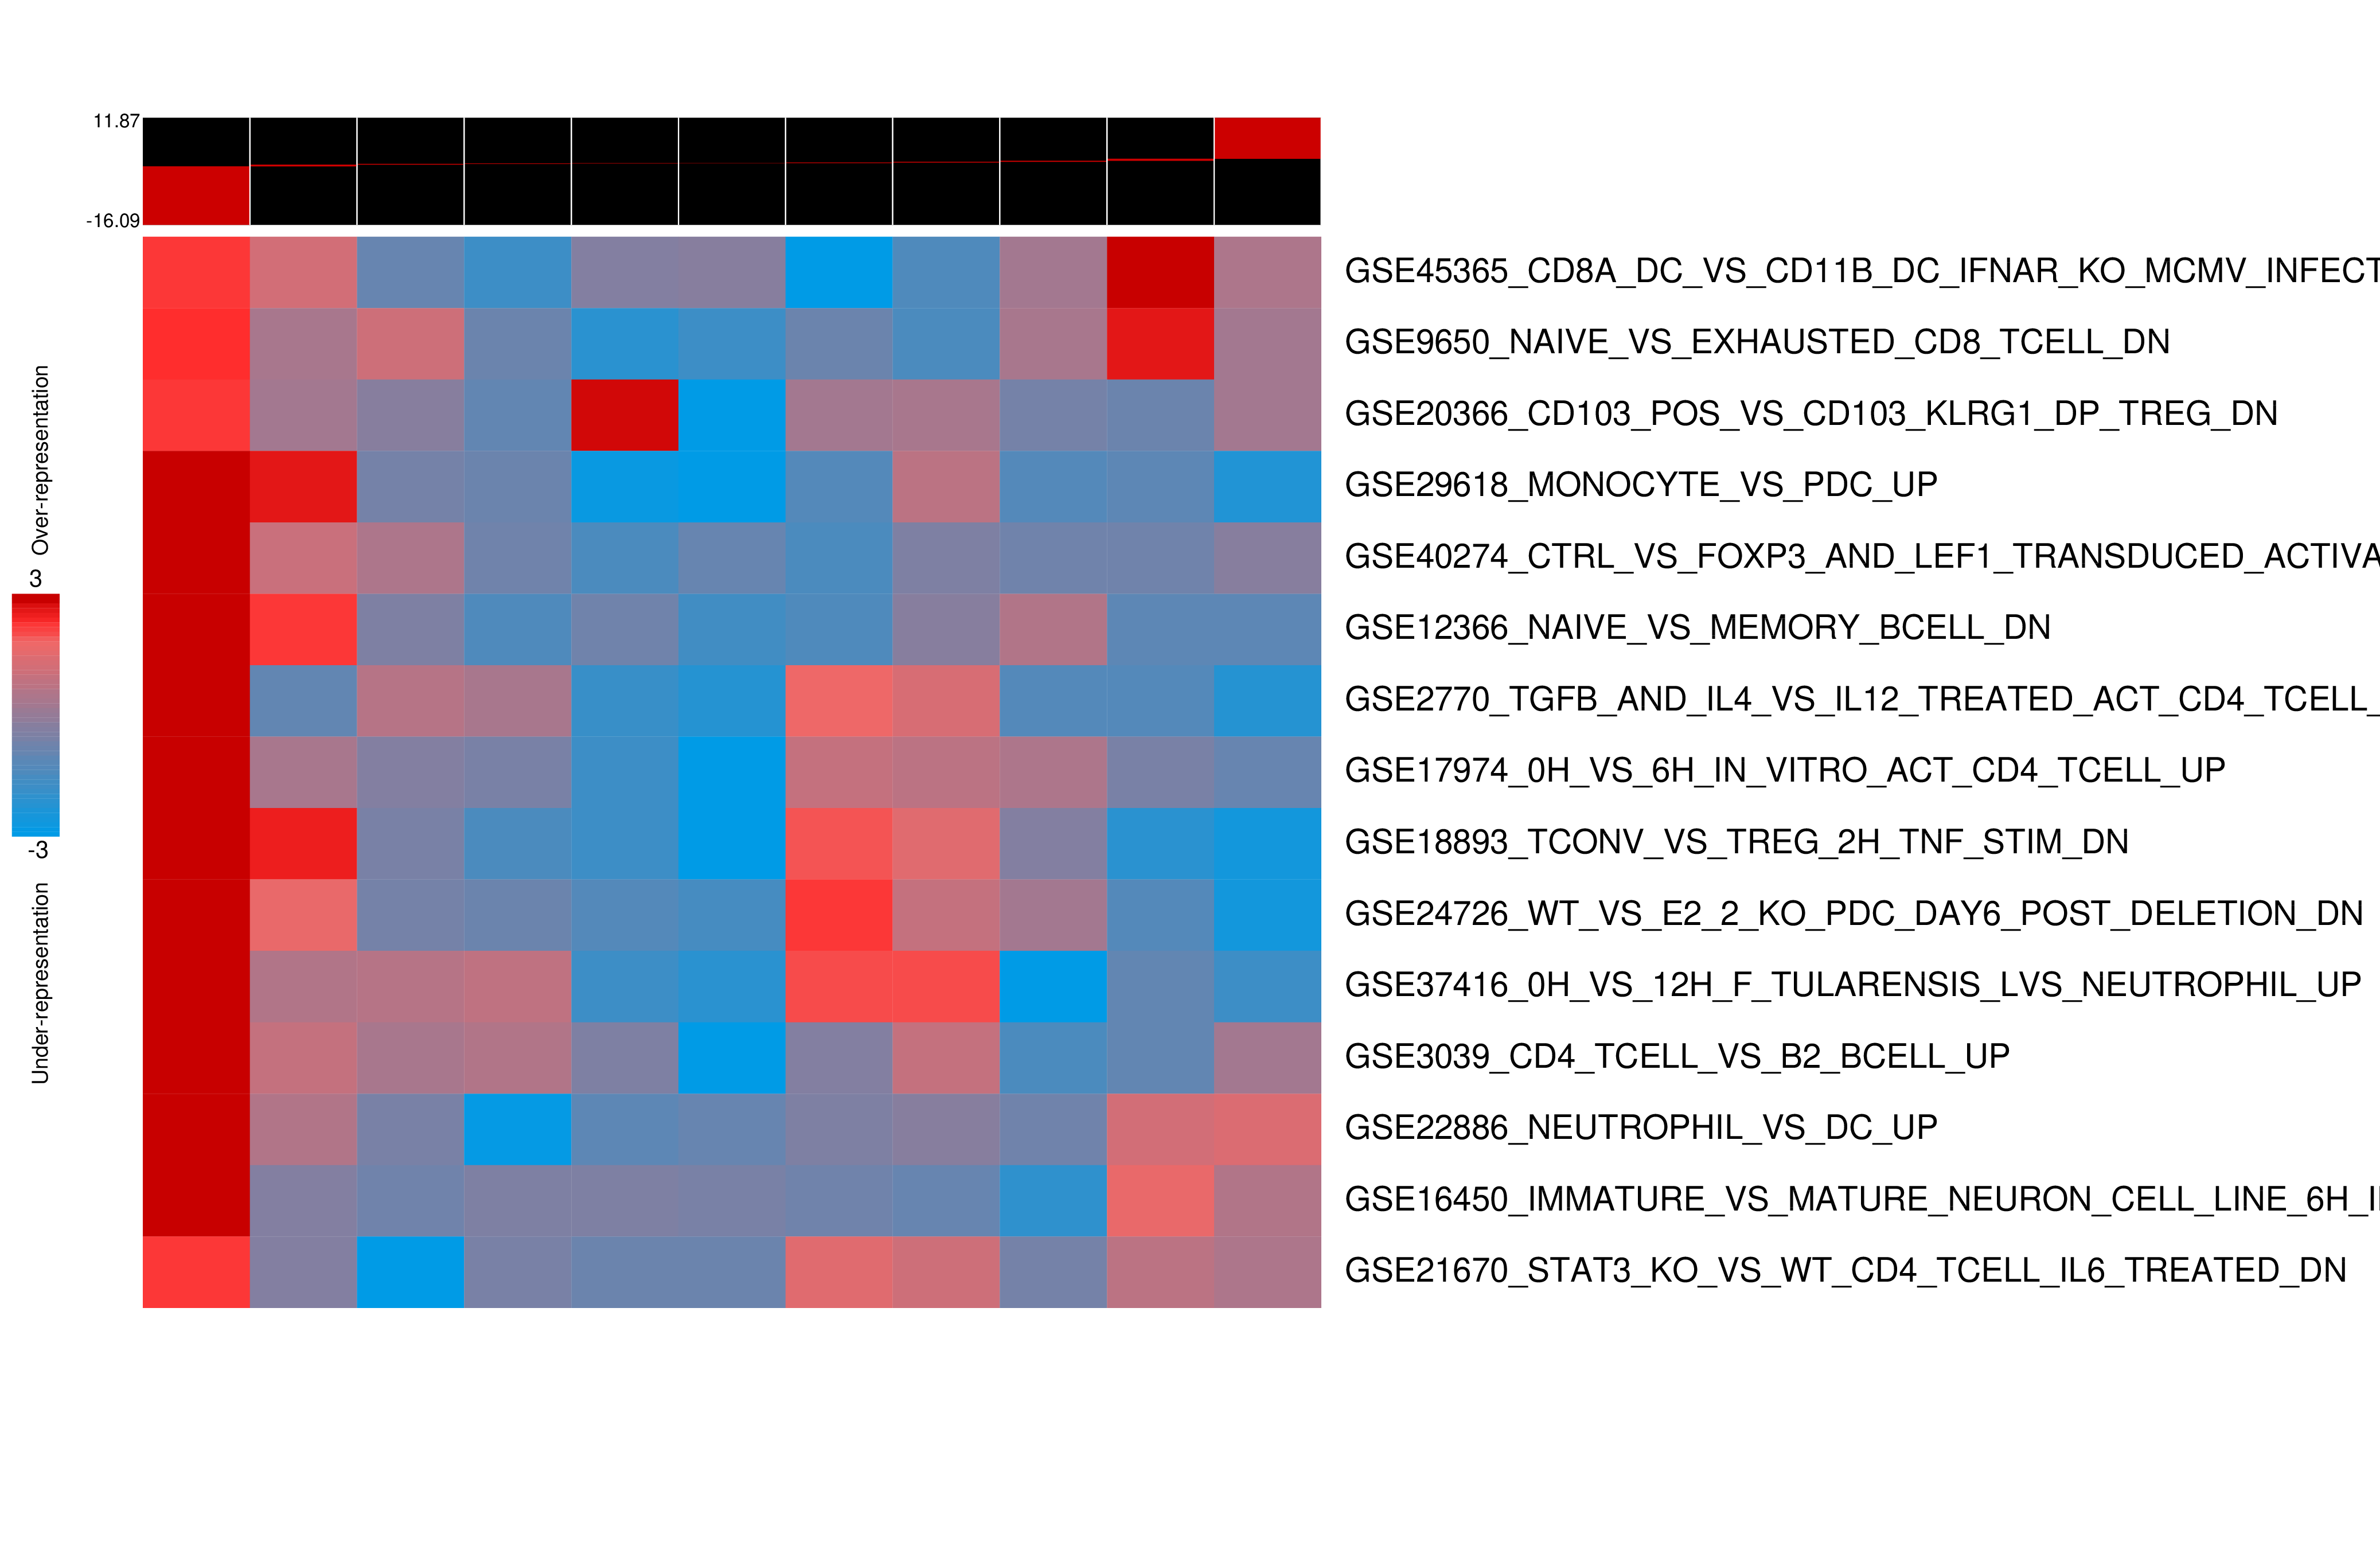 11.87
-16.09
Over-representation
3
-3
Under-representation
GSE45365_CD8A_DC_VS_CD11B_DC_IFNAR_KO_MCMV_INFECT
GSE9650_NAIVE_VS_EXHAUSTED_CD8_TCELL_DN
GSE20366_CD103_POS_VS_CD103_KLRG1_DP_TREG_DN
GSE29618_MONOCYTE_VS_PDC_UP
GSE40274_CTRL_VS_FOXP3_AND_LEF1_TRANSDUCED_ACTIVA
GSE12366_NAIVE_VS_MEMORY_BCELL_DN
GSE2770_TGFB_AND_IL4_VS_IL12_TREATED_ACT_CD4_TCELL_
GSE17974_0H_VS_6H_IN_VITRO_ACT_CD4_TCELL_UP
GSE18893_TCONV_VS_TREG_2H_TNF_STIM_DN
GSE24726_WT_VS_E2_2_KO_PDC_DAY6_POST_DELETION_DN
GSE37416_0H_VS_12H_F_TULARENSIS_LVS_NEUTROPHIL_UP
GSE3039_CD4_TCELL_VS_B2_BCELL_UP
GSE22886_NEUTROPHIL_VS_DC_UP
GSE16450_IMMATURE_VS_MATURE_NEURON_CELL_LINE_6H_I
GSE21670_STAT3_KO_VS_WT_CD4_TCELL_IL6_TREATED_DN